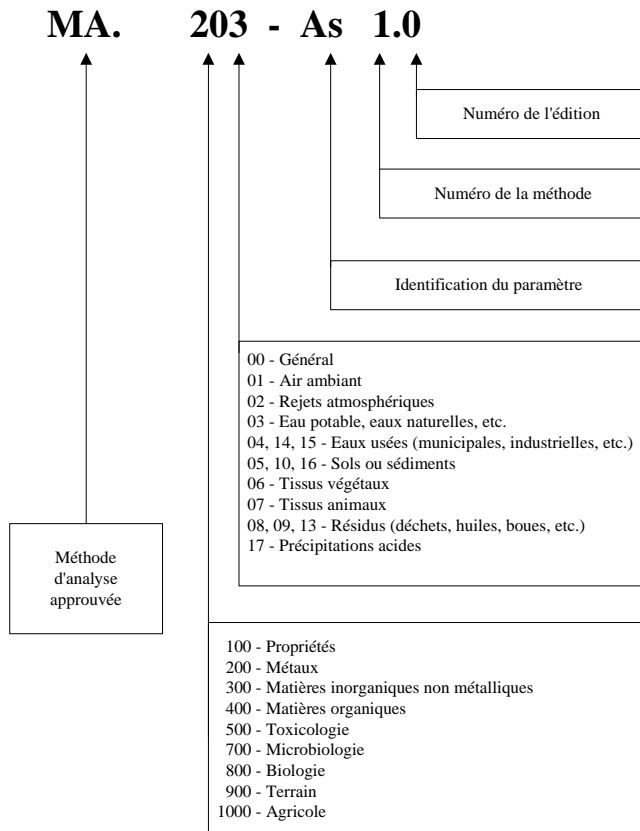 MA. 203 - As 1.0
Numéro de l'édition
Numéro de la méthode
Identification du paramètre
00 - Général
01 - Air ambiant
02 - Rejets atmosphériques
03 - Eau potable, eaux naturelles, etc.
04, 14, 15 - Eaux usées (municipales, industrielles, etc.)
05, 10, 16 - Sols ou sédiments
06 - Tissus végétaux
07 - Tissus animaux
08, 09, 13 - Résidus (déchets, huiles, boues, etc.)
17 - Précipitations acides
Méthode
d'analyse
approuvée
100 - Propriétés
200 - Métaux
300 - Matières inorganiques non métalliques
400 - Matières organiques
500 - Toxicologie
700 - Microbiologie
800 - Biologie
900 - Terrain
1000 - Agricole